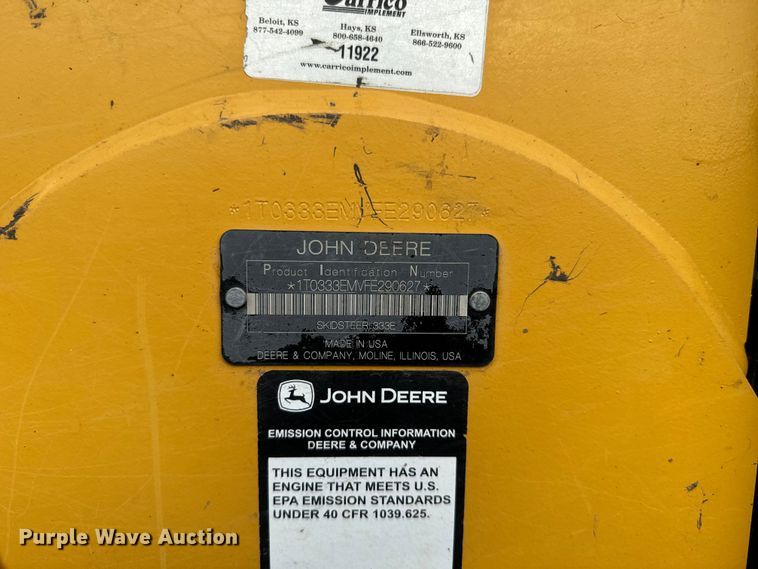 Carrico
IMPLEMENT
Beloit, KS
877-542-4099
Hays, KS
800-658-4640
Ellsworth, KS
866-522-9600
11922
www.carricoimplement.com
*1T0333EMVFE290627*
JOHN DEERE
Product Identification Number
*1T0333EMVFE290627*
SKIDSTEER 333E
MADE IN USA
DEERE & COMPANY, MOLINE, ILLINOIS, USA
JOHN DEERE
EMISSION CONTROL INFORMATION
DEERE & COMPANY
THIS EQUIPMENT HAS AN
ENGINE THAT MEETS U.S.
EPA EMISSION STANDARDS
UNDER 40 CFR 1039.625.
Purple Wave Auction